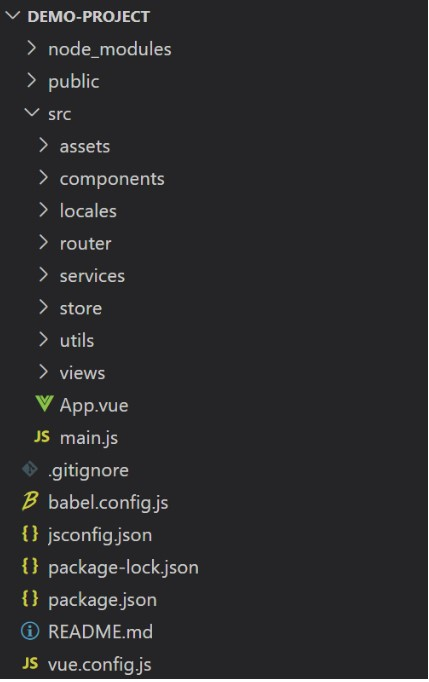 DEMO-PROJECT
node_modules
public
src
assets
components
locales
router
services
store
utils
views
App.vue
JS main.js
.gitignore
babel.config.js
{} jsconfig.json
{} package-lock.json
{} package.json
README.md
JS vue.config.js